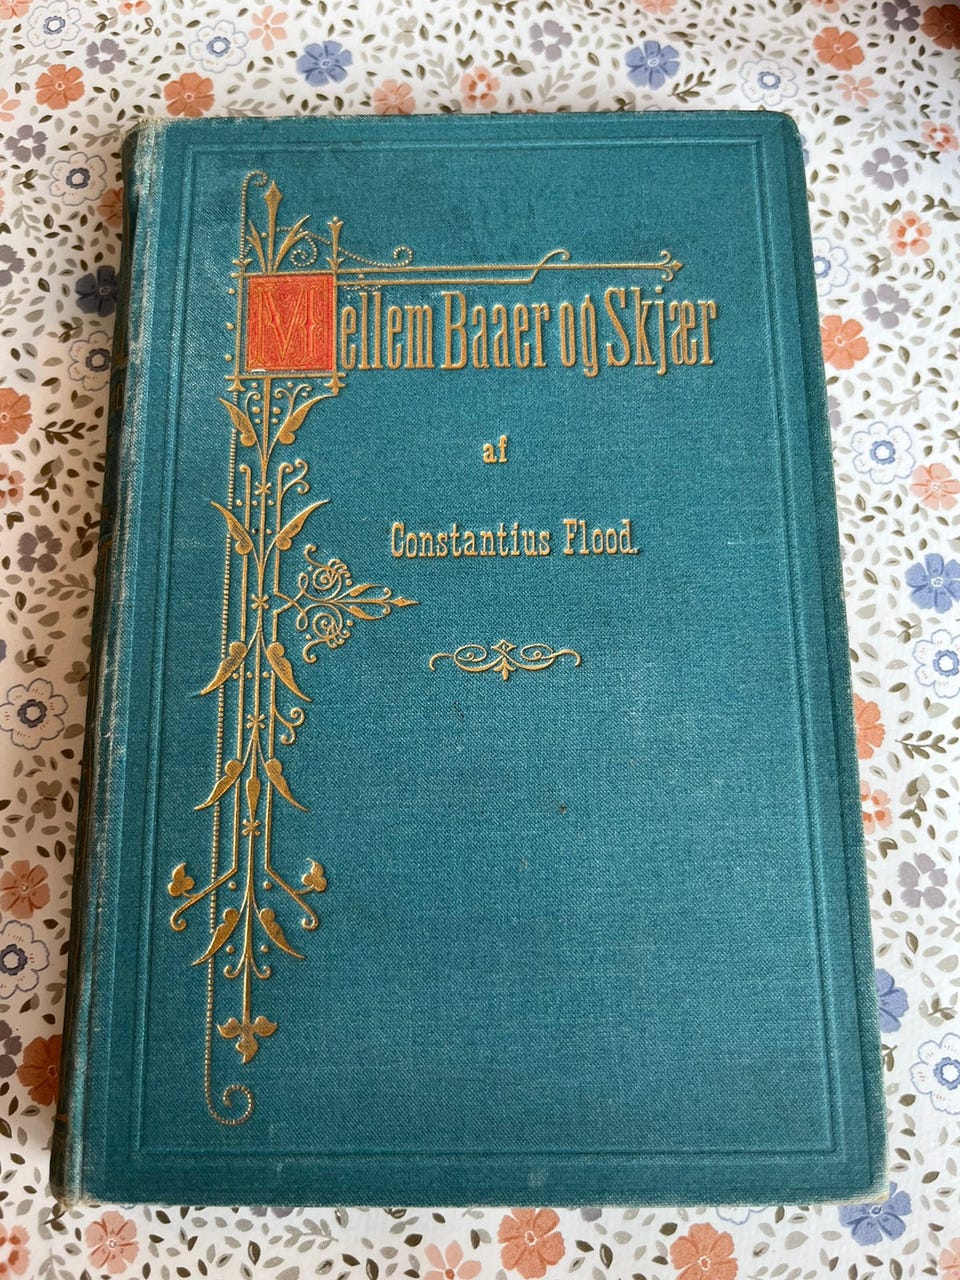 Mellem Baaer og Skjær
af
Constantius Flood.